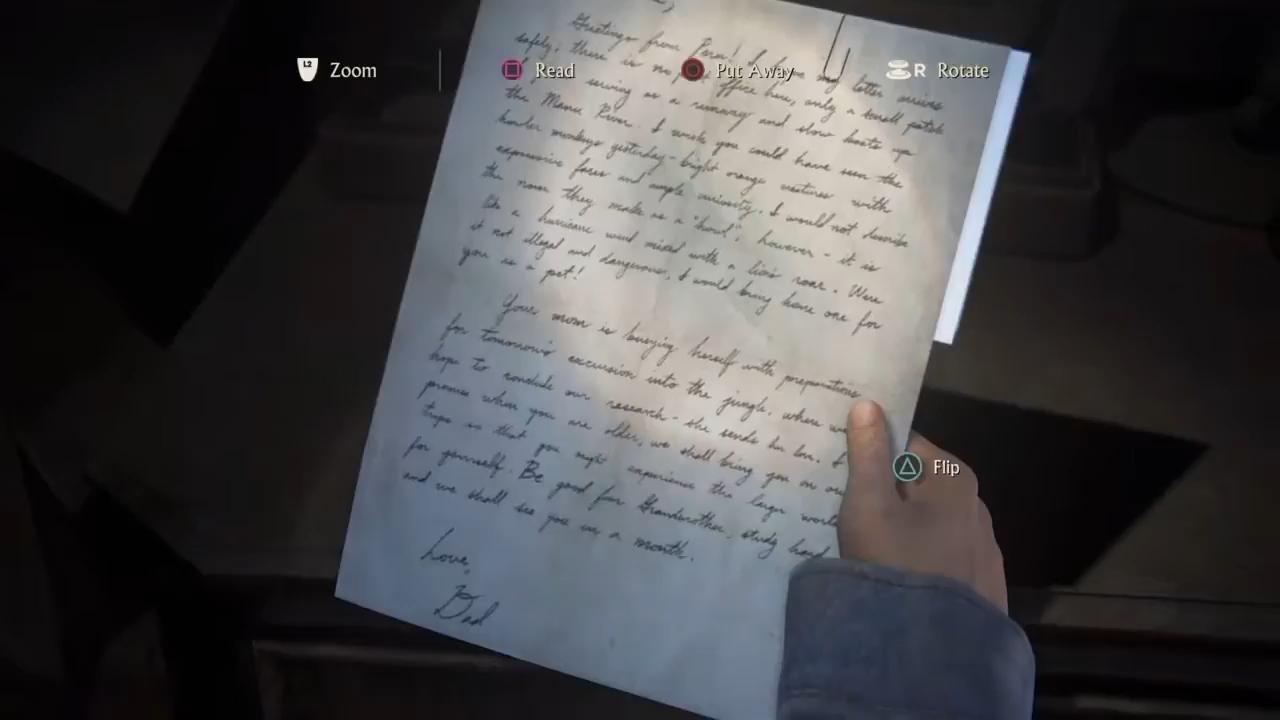 L2 Zoom
Read
Put Away
R Rotate
Greetings from Peru! I hope my letter arrives
safely; there is no office here, only a small patch
serving as a runway and slow boats up
the Manu River. I wish you could have seen the
howler monkeys yesterday - bright orange creatures with
expressive faces and ample curiosity. I would not describe
the noise they make as a "howl", however - it is
like a hurricane wind mixed with a lion's roar. Were
it not illegal and dangerous, I would bring home one for
you as a pet!
Your mom is busying herself with preparations
for tomorrow's excursion into the jungle, where we
hope to conclude our research - she sends her love. I
promise when you are older, we shall bring you on our
trips so that you might experience the larger world
for yourself. Be good for Grandmother, study hard
and we shall see you in a month.
Flip
Love,
Dad